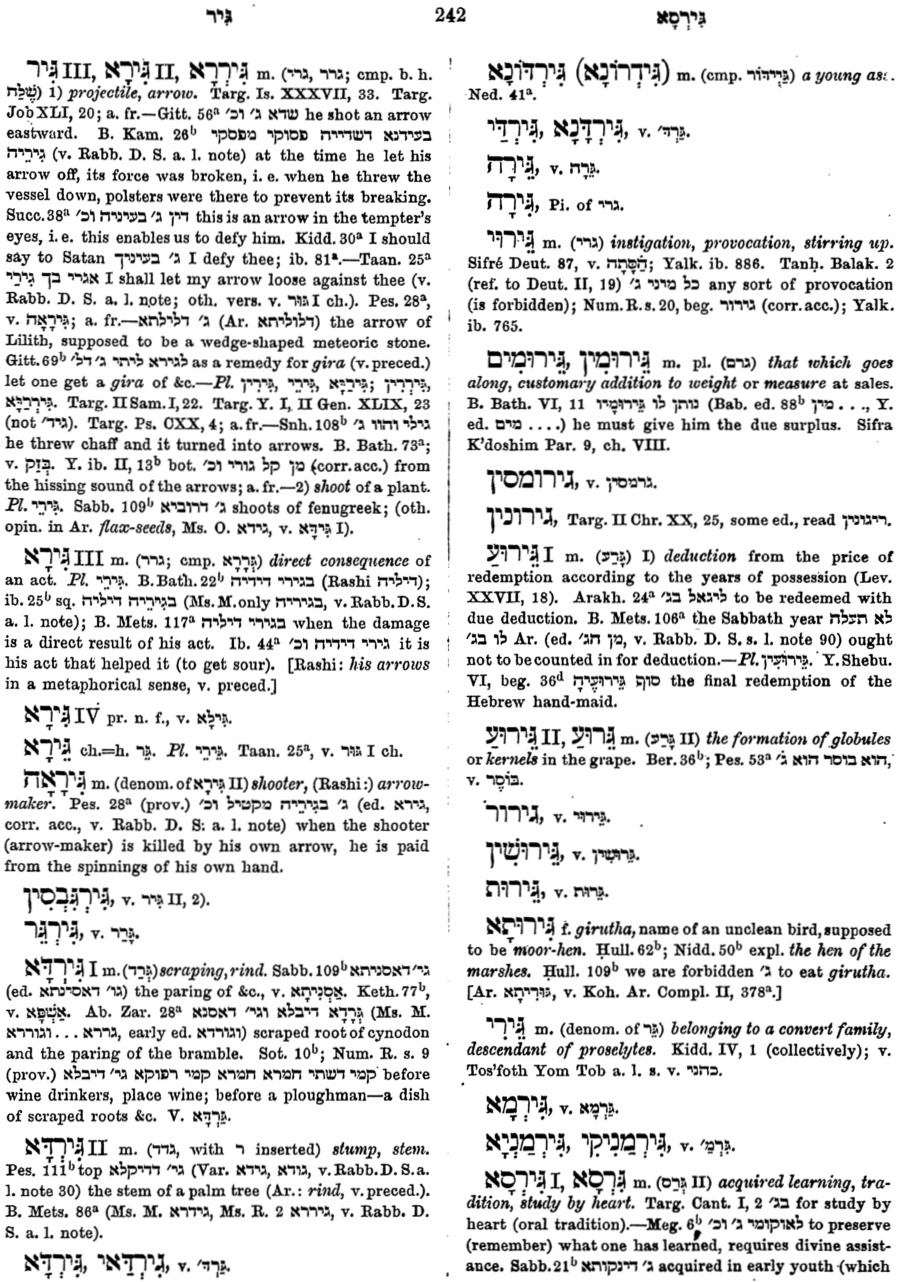 גיר 242 גִּירְסָא
גִּיר III, גִּירָא II, גִּירְרָא m. (גרי, גרר; cmp. b. h.
שֶׁלַח) 1) projectile, arrow. Targ. Is. XXXVII, 33. Targ.
Job XLI, 20; a. fr.—Gitt. 56ᵃ שדא ג׳ וכ׳ he shot an arrow
eastward. B. Kam. 26ᵇ בעידנא דשדייה פסוקי מפסקי
גִּירֵיהּ (v. Rabb. D. S. a. l. note) at the time he let his
arrow off, its force was broken, i. e. when he threw the
vessel down, polsters were there to prevent its breaking.
Succ. 38ᵃ דין ג׳ בעיניה וכ׳ this is an arrow in the tempter's
eyes, i. e. this enables us to defy him. Kidd. 30ᵃ I should
say to Satan ג׳ בעיניך I defy thee; ib. 81ᵃ.—Taan. 25ᵃ
אגרי בך גִּירֵי I shall let my arrow loose against thee (v.
Rabb. D. S. a. l. note; oth. vers. v. גּוּר I ch.). Pes. 28ᵃ,
v. גִּירָאָה; a. fr.—ג׳ דלילתא (Ar. דלוליתא) the arrow of
Lilith, supposed to be a wedge-shaped meteoric stone.
Gitt. 69ᵇ לגירא ליתי ג׳ דל׳ as a remedy for gira (v. preced.)
let one get a gira of &c.—Pl. גִּירִין, גִּירֵי, גִּירַיָּא; גִּירְרִין,
גִּירְרַיָּא. Targ. II Sam. I, 22. Targ. Y. I, II Gen. XLIX, 23
(not גיד׳). Targ. Ps. CXX, 4; a. fr.—Snh. 108ᵇ גילי והוו ג׳
he threw chaff and it turned into arrows. B. Bath. 73ᵃ;
v. בְּזַק. Y. ib. II, 13ᵇ bot. מן קל גורי וכ׳ (corr. acc.) from
the hissing sound of the arrows; a. fr.—2) shoot of a plant.
Pl. גִּירֵי. Sabb. 109ᵇ ג׳ דרוביא shoots of fenugreek; (oth.
opin. in Ar. flax-seeds, Ms. O. גידא, v. גִּידָּא I).
גִּירָא III m. (גרר; cmp. גְּרָרָא) direct consequence of
an act. Pl. גִּירֵי. B. Bath. 22ᵇ בגירי דידיה (Rashi דיליה);
ib. 25ᵇ sq. בגִירֵיהּ דיליה (Ms. M. only בגיריה, v. Rabb. D. S.
a. l. note); B. Mets. 117ᵃ בגירי דיליה when the damage
is a direct result of his act. Ib. 44ᵃ גירי דידיה וכ׳ it is
his act that helped it (to get sour). [Rashi: his arrows
in a metaphorical sense, v. preced.]
גִּירָא IV pr. n. f., v. גִּילָא.
גִּירָא ch.=h. גֵּר. Pl. גִּירֵי. Taan. 25ᵃ, v. גּוּר I ch.
גִּירָאָה m. (denom. of גִּירָא II) shooter, (Rashi:) arrow-
maker. Pes. 28ᵃ (prov.) ג׳ בגיריה מקטיל וכ׳ (ed. גירא,
corr. acc., v. Rabb. D. S. a. l. note) when the shooter
(arrow-maker) is killed by his own arrow, he is paid
from the spinnings of his own hand.
גִּירְגִּבְסִין, v. גיר II, 2).
גִּירְגֵּר, v. גָּרַר.
גִּירְדָּא I m. (גָּרַד) scraping, rind. Sabb. 109ᵇ גי׳ דאסניתא
(ed. גו׳ דאסינתא) the paring of &c., v. אֲסְנִיתָא. Keth. 77ᵇ,
v. אַשְׁפָּא. Ab. Zar. 28ᵃ גְּרָדָא דיבלא וגי׳ דאסנא (Ms. M.
גררא . . . וגוררא, early ed. וגורדא) scraped root of cynodon
and the paring of the bramble. Sot. 10ᵇ; Num. R. s. 9
(prov.) קמי דשתי חמרא חמרא קמי רפוקא גי׳ דיבלא before
wine drinkers, place wine; before a ploughman—a dish
of scraped roots &c. V. גַּרְדָּא.
גִּירְדָּא II m. (גדד, with ר inserted) stump, stem.
Pes. 111ᵇ top גי׳ דדיקלא (Var. גודא, גידא, v. Rabb. D. S. a.
l. note 30) the stem of a palm tree (Ar.: rind, v. preced.).
B. Mets. 86ᵃ (Ms. M. גידרא, Ms. R. 2 גיררא, v. Rabb. D.
S. a. l. note).
גִּירְדָּאי, גִּירְדָּא, v. גַּרְדּ׳.
גִּירְדּוֹנָא (גִּידְרוֹנָא) m. (cmp. גַּיְידוֹר) a young ass.
Ned. 41ᵃ.
גִּירְדָּנָא, גִּירְדַּי, v. גַּרְדּ׳.
גֵּירָה, v. גֵּרָה.
גֵּירָה, Pi. of גרי.
גֵּירוּי m. (גרי) instigation, provocation, stirring up.
Sifré Deut. 87, v. הַסָּתָה; Yalk. ib. 886. Tanḥ. Balak. 2
(ref. to Deut. II, 19) כל מיני ג׳ any sort of provocation
(is forbidden); Num. R. s. 20, beg. גירור (corr. acc.); Yalk.
ib. 765.
גֵּירוּמִין, גֵּירוּמִים m. pl. (גרם) that which goes
along, customary addition to weight or measure at sales.
B. Bath. VI, 11 נותן לו גֵּירוּמָיו (Bab. ed. 88ᵇ מין . . ., Y.
ed. מים . . . .) he must give him the due surplus. Sifra
K'doshim Par. 9, ch. VIII.
גירומסין, v. גרמסין.
גירונין, Targ. II Chr. XX, 25, some ed., read ריגונין.
גֵּירוּעַ I m. (גָּרַע I) deduction from the price of
redemption according to the years of possession (Lev.
XXVII, 18). Arakh. 24ᵃ ליגאל בג׳ to be redeemed with
due deduction. B. Mets. 106ᵃ the Sabbath year לא תעלה
לו בג׳ Ar. (ed. מן הג׳, v. Rabb. D. S. s. l. note 90) ought
not to be counted in for deduction.—Pl. גֵּירוּעִין. Y. Shebu.
VI, beg. 36ᵈ סוף גֵּירוּעֶיהָ the final redemption of the
Hebrew hand-maid.
גֵּירוּעַ II, גֵּרוּעַ m. (גָּרַע II) the formation of globules
or kernels in the grape. Ber. 36ᵇ; Pes. 53ᵃ הוא בוסר הוא ג׳,
v. בּוֹסֶר.
גירור, v. גֵּירוּי.
גֵּירוּשִׁין, v. גֵּרוּשִׁין.
גֵּירוּת, v. גֵּרוּת.
גִּירוּתָא f. girutha, name of an unclean bird, supposed
to be moor-hen. Ḥull. 62ᵇ; Nidd. 50ᵇ expl. the hen of the
marshes. Ḥull. 109ᵇ we are forbidden ג׳ to eat girutha.
[Ar. גּוּרִיתָא, v. Koh. Ar. Compl. II, 378ᵃ.]
גֵּירִי m. (denom. of גֵּר) belonging to a convert family,
descendant of proselytes. Kidd. IV, 1 (collectively); v.
Tos'foth Yom Tob a. l. s. v. כהני.
גִּירְמָא, v. גַּרְמָא.
גִּירְמַנִיקִי, גִּירְמַנְיָא, v. גֶּרְמ׳.
גִּירְסָא I, גִּרְסָא m. (גָּרַס II) acquired learning, tra-
dition, study by heart. Targ. Cant. I, 2 בג׳ for study by
heart (oral tradition).—Meg. 6ᵇ לאוקומי ג׳ וכ׳ to preserve
(remember) what one has learned, requires divine assist-
ance. Sabb. 21ᵇ ג׳ דינקותא acquired in early youth (which